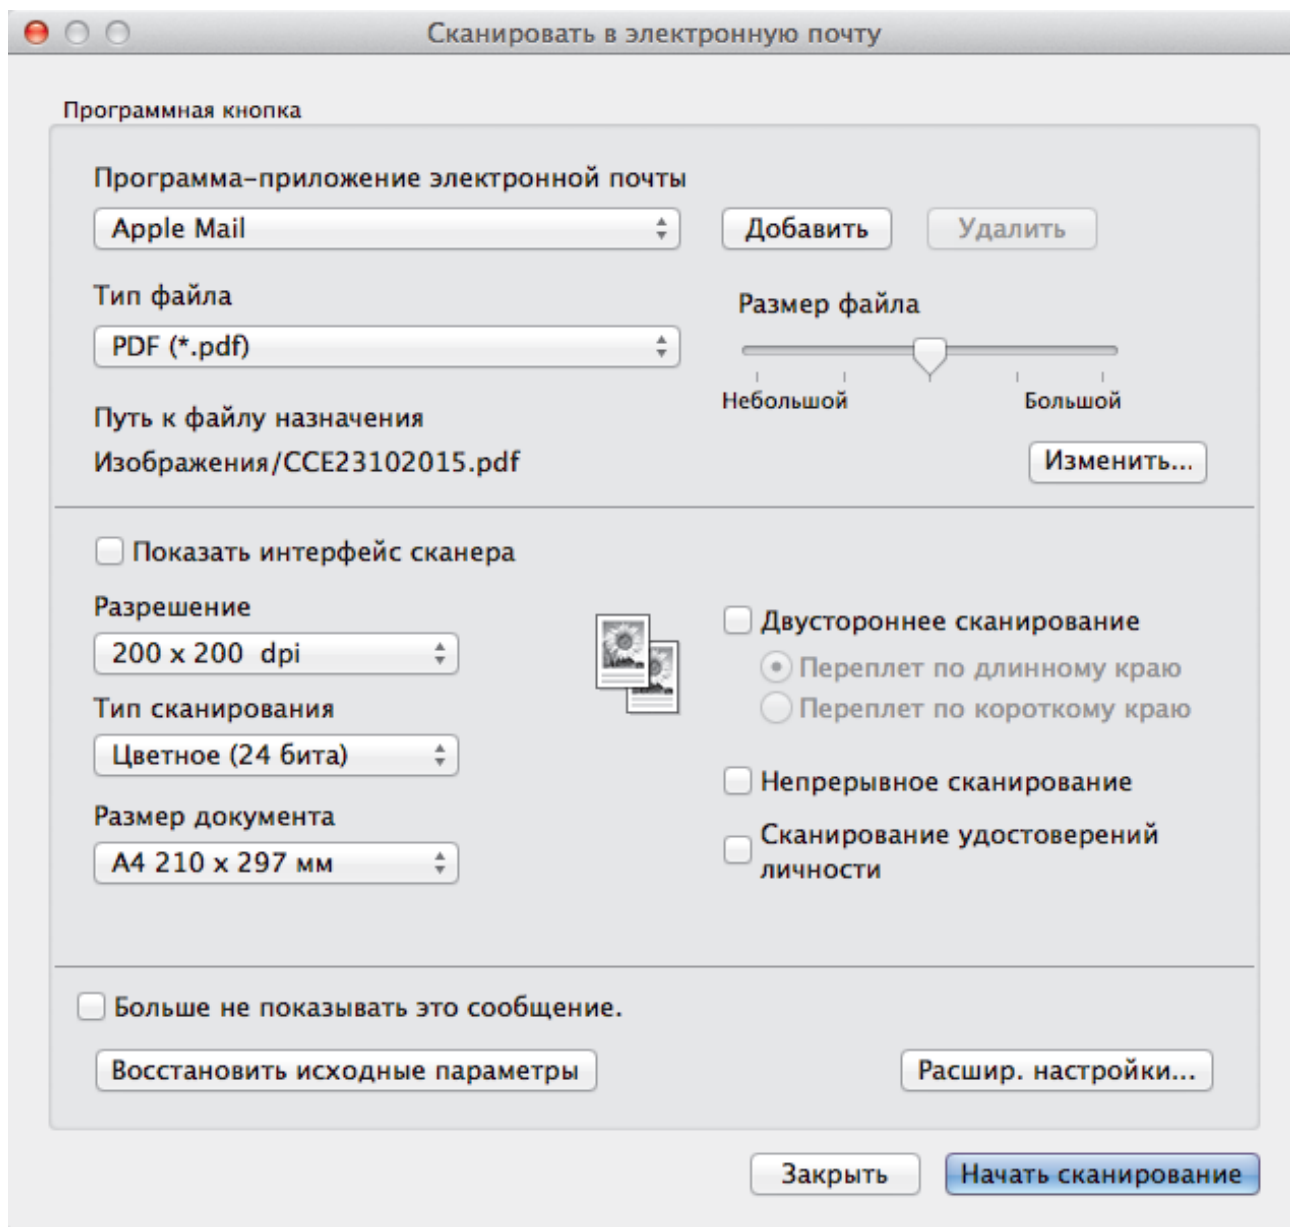 Сканировать в электронную почту
Программная кнопка
Программа-приложение электронной почты
Apple Mail
Добавить
Удалить
Тип файла
Размер файла
PDF (*.pdf)
Небольшой
Большой
Путь к файлу назначения
Изображения/CCE23102015.pdf
Изменить...
Показать интерфейс сканера
Разрешение
200 x 200 dpi
Тип сканирования
Цветное (24 бита)
Размер документа
A4 210 x 297 мм
Двустороннее сканирование
Переплет по длинному краю
Переплет по короткому краю
Непрерывное сканирование
Сканирование удостоверений
личности
Больше не показывать это сообщение.
Восстановить исходные параметры
Расшир. настройки...
Закрыть
Начать сканирование